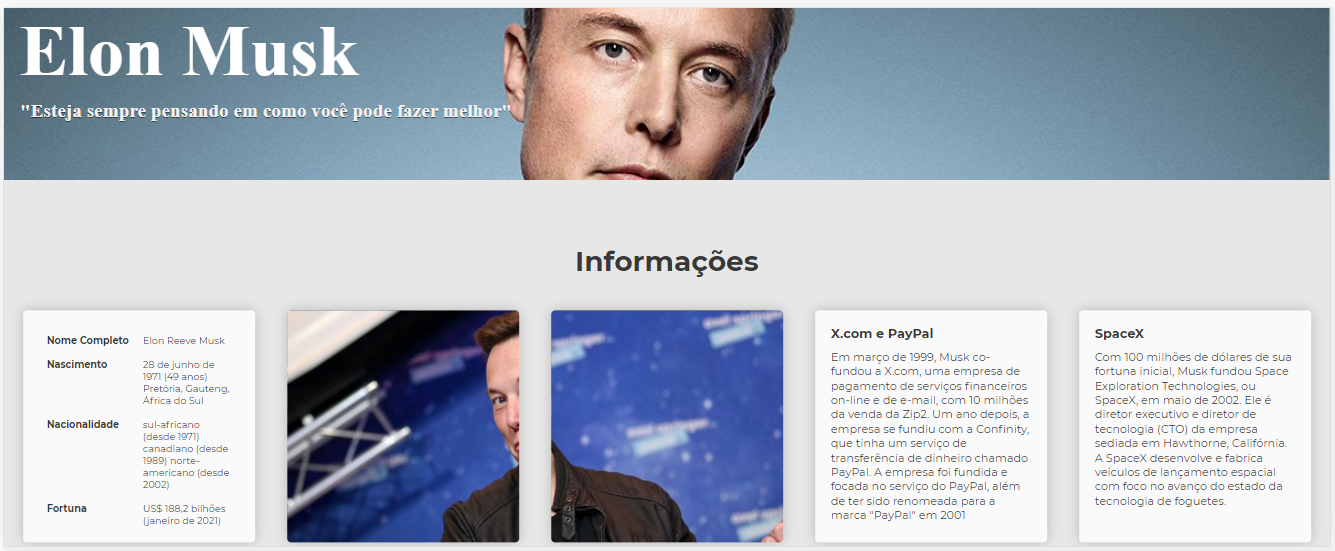 Elon Musk
"Esteja sempre pensando em como você pode fazer melhor"
Informações
Nome Completo Elon Reeve Musk
Nascimento 28 de junho de
1971 (49 anos)
Pretória, Gauteng,
África do Sul
Nacionalidade sul-africano
(desde 1971)
canadiano (desde
1989) norte-
americano (desde
2002)
Fortuna US$ 188,2 bilhões
(janeiro de 2021)
X.com e PayPal
Em março de 1999, Musk co-
fundou a X.com, uma empresa de
pagamento de serviços financeiros
on-line e de e-mail, com 10 milhões
da venda da Zip2. Um ano depois, a
empresa se fundiu com a Confinity,
que tinha um serviço de
transferência de dinheiro chamado
PayPal. A empresa foi fundida e
focada no serviço do PayPal, além
de ter sido renomeada para a
marca "PayPal" em 2001
SpaceX
Com 100 milhões de dólares de sua
fortuna inicial, Musk fundou Space
Exploration Technologies, ou
SpaceX, em maio de 2002. Ele é
diretor executivo e diretor de
tecnologia (CTO) da empresa
sediada em Hawthorne, Califórnia.
A SpaceX desenvolve e fabrica
veículos de lançamento espacial
com foco no avanço do estado da
tecnologia de foguetes.